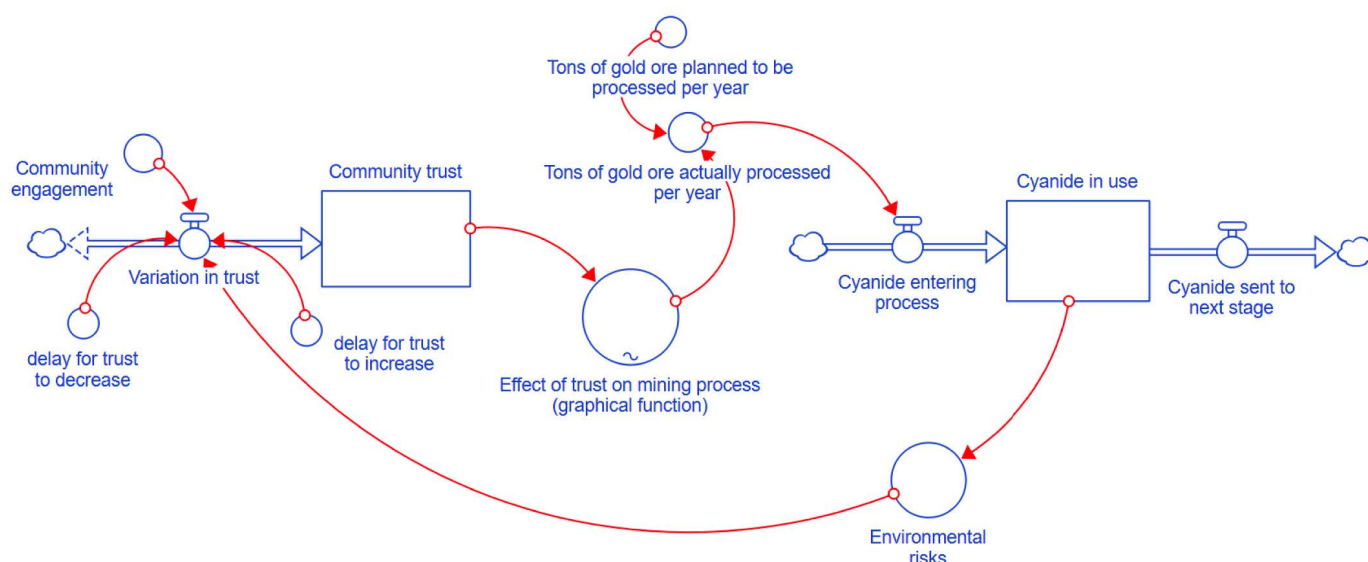 Tons of gold ore planned to be
processed per year
Community
engagement
Community trust
Tons of gold ore actually processed
per year
Cyanide in use
Variation in trust
Cyanide entering
process
Cyanide sent to
next stage
delay for trust
to decrease
delay for trust
to increase
Effect of trust on mining process
(graphical function)
Environmental
risks